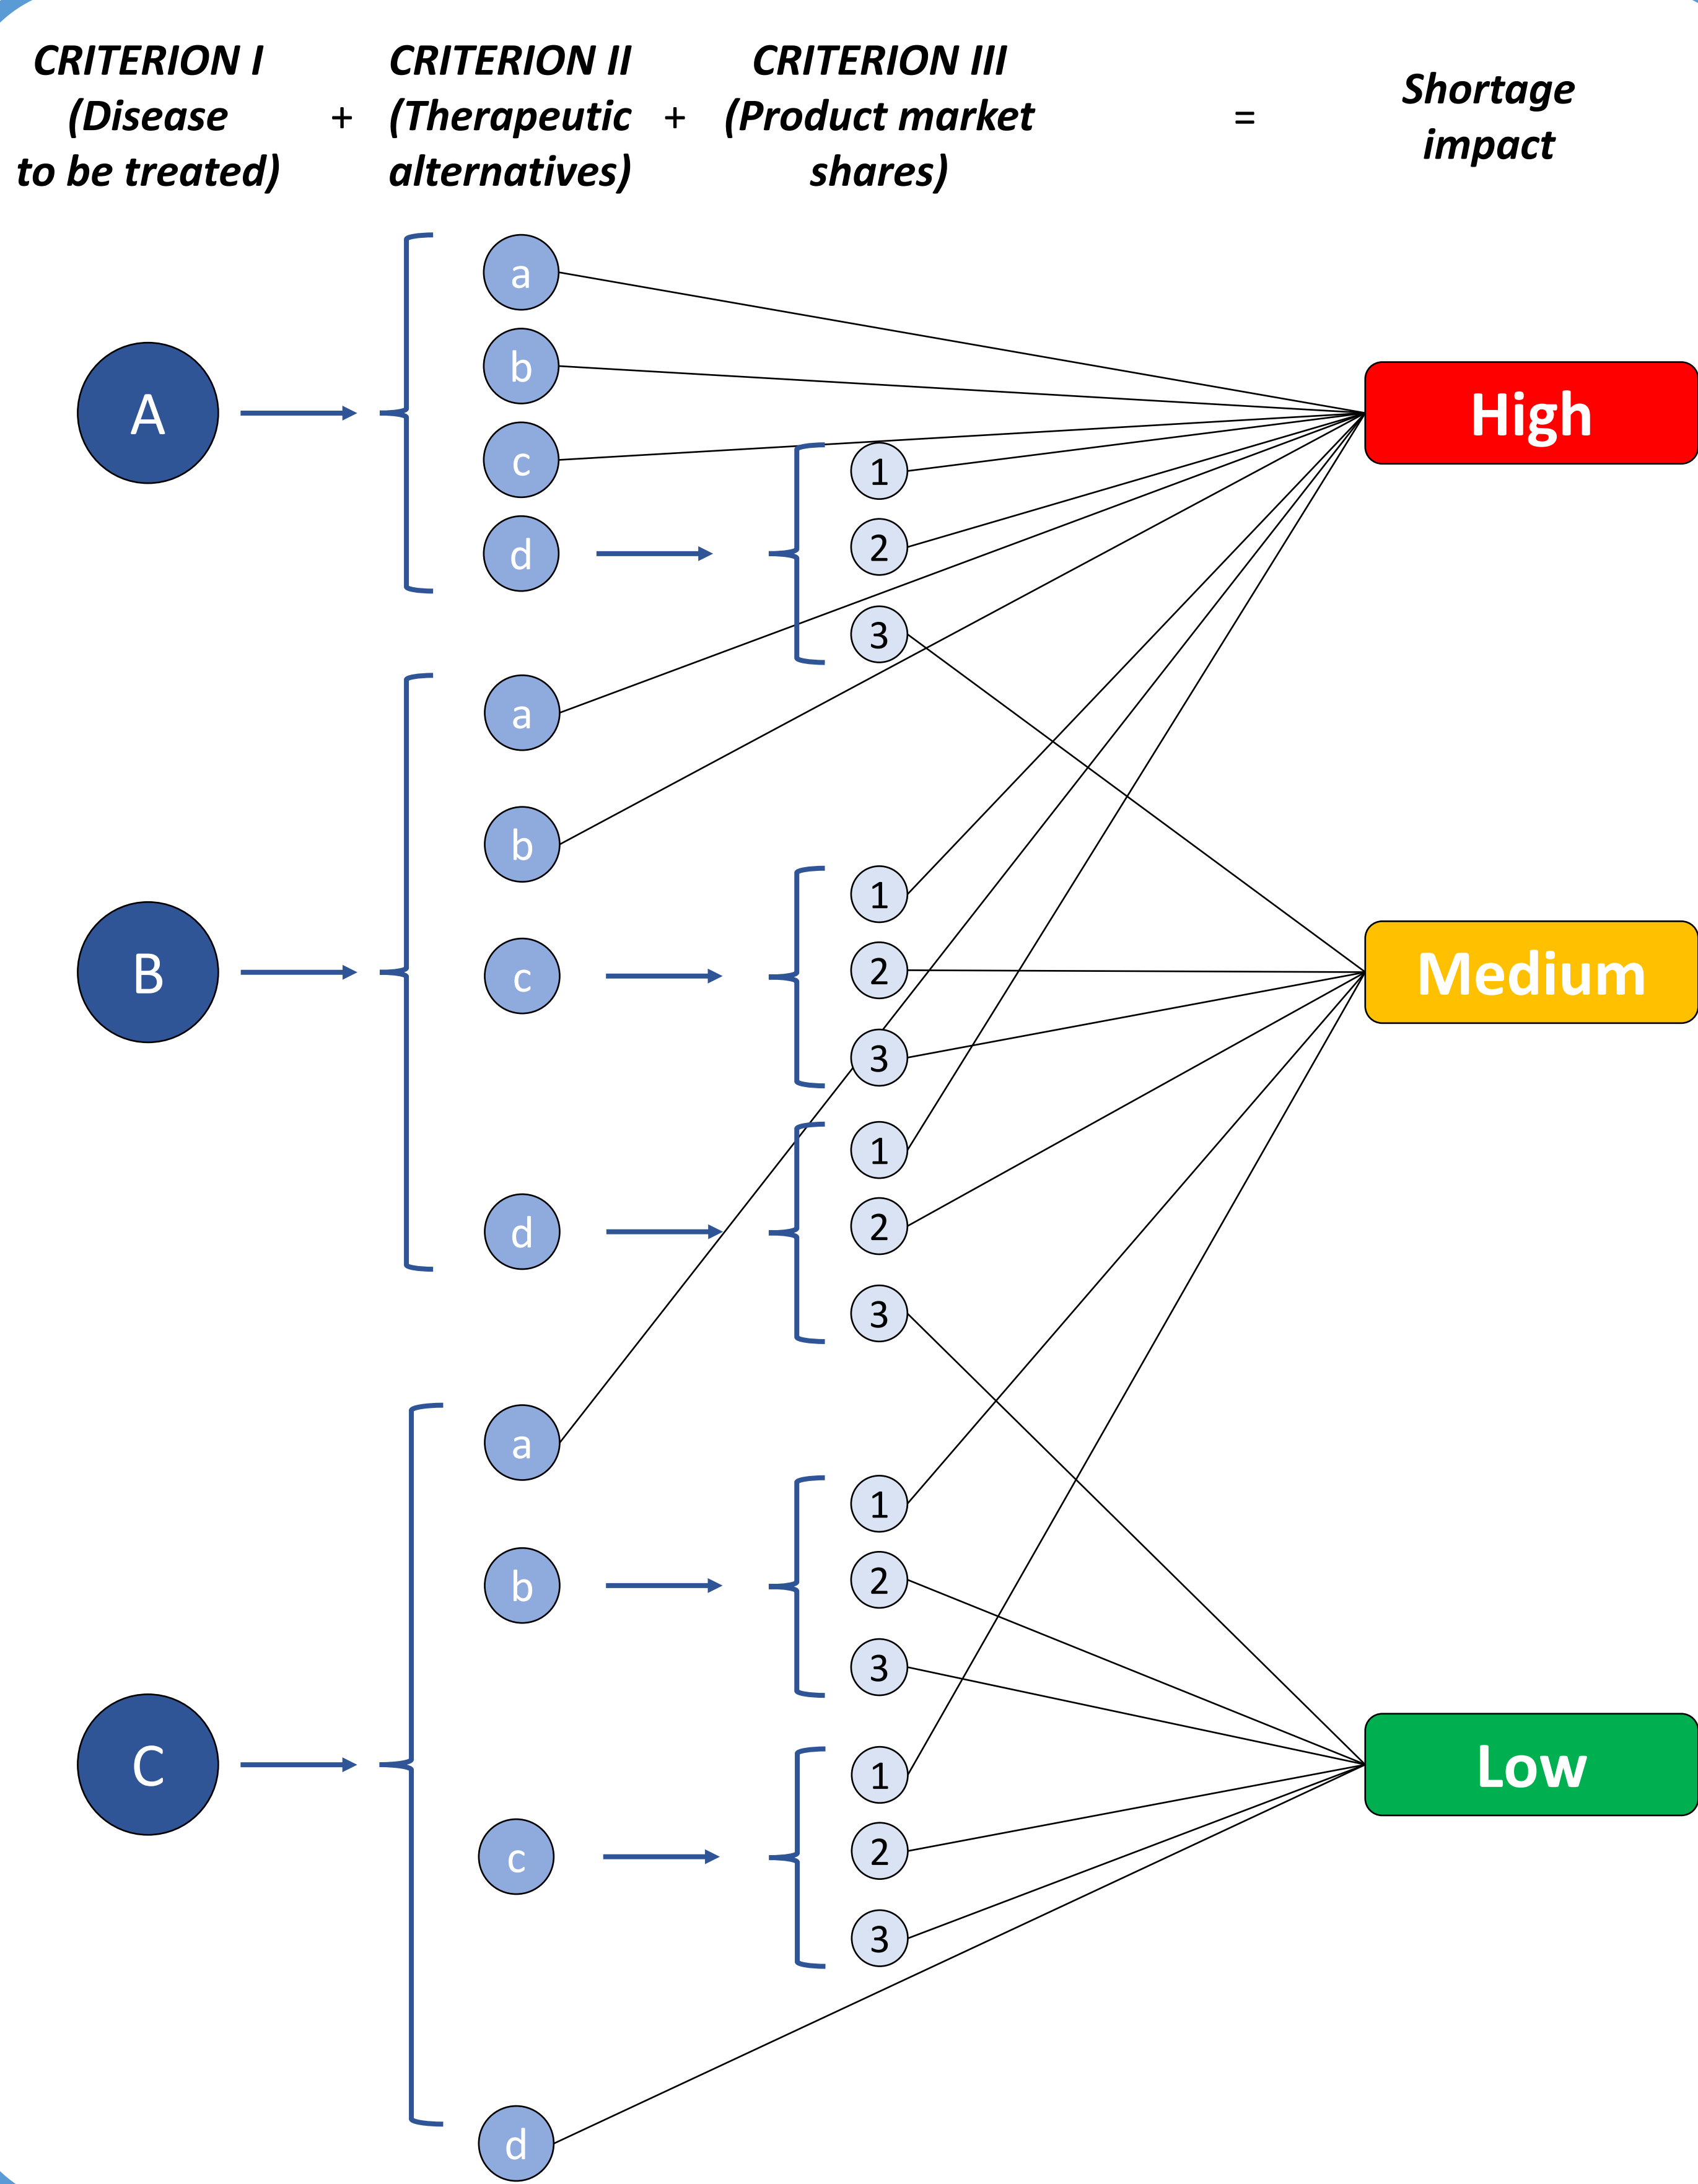 CRITERION I
(Disease
to be treated)
+
CRITERION II
(Therapeutic
alternatives)
+
CRITERION III
(Product market
shares)
=
Shortage
impact
A
a
b
c
d
1
2
3
High
B
a
b
c
1
2
3
d
1
2
3
Medium
C
a
b
1
2
3
c
1
2
3
d
Low